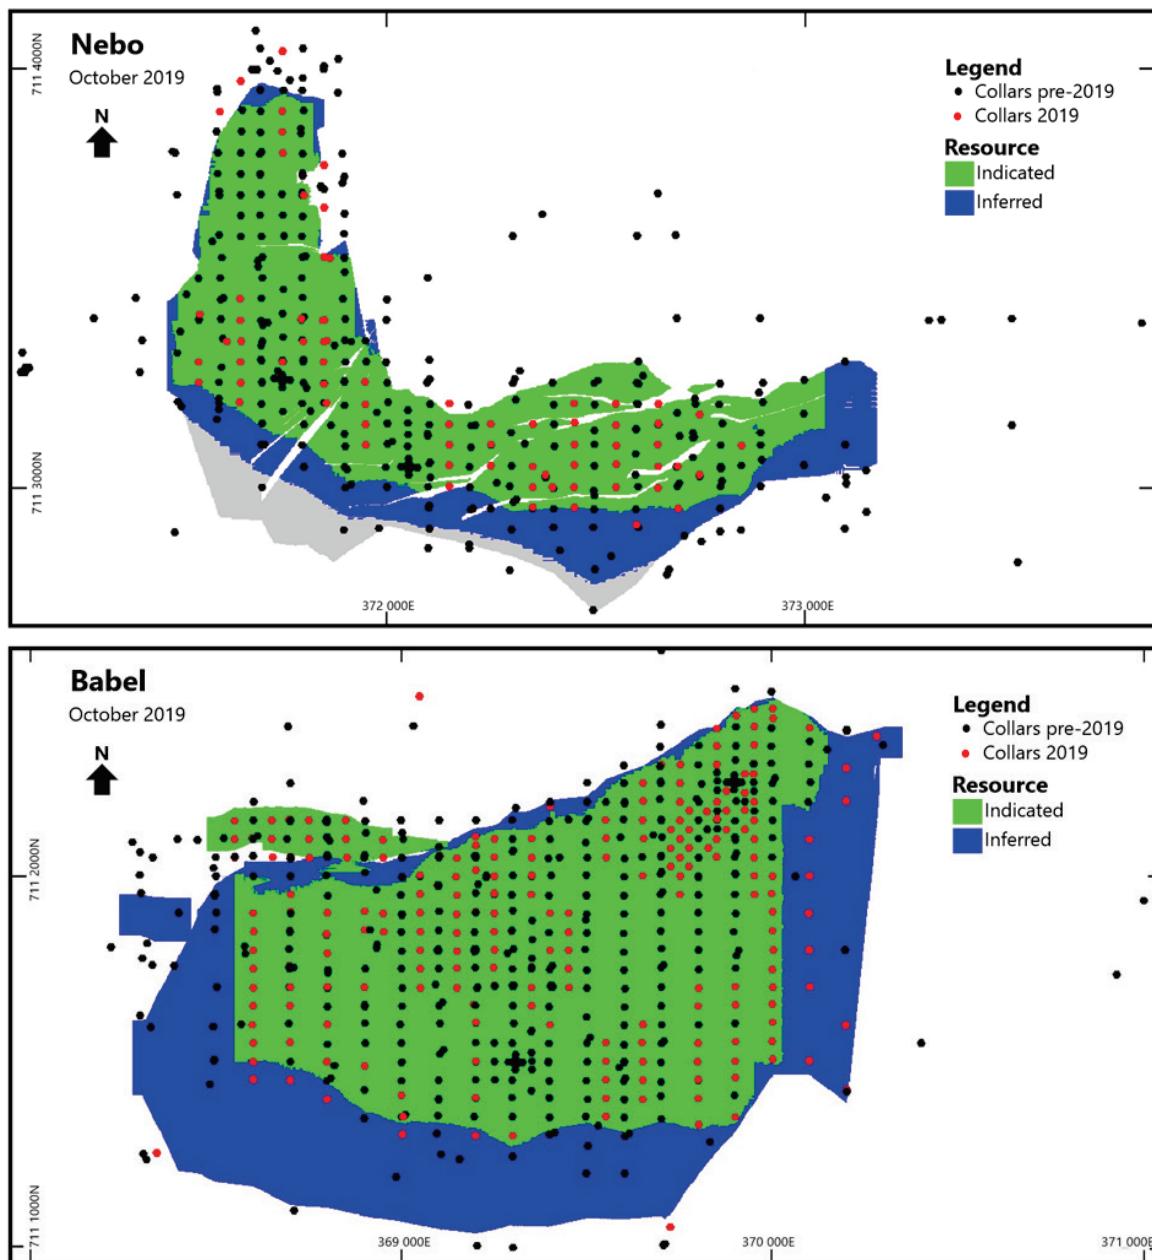 Nebo
October 2019
N
711 4000N
711 3000N
Legend
Collars pre-2019
Collars 2019
Resource
Indicated
Inferred
372 000E
373 000E
Babel
October 2019
N
711 2000N
711 1000N
Legend
Collars pre-2019
Collars 2019
Resource
Indicated
Inferred
369 000E
370 000E
371 000E